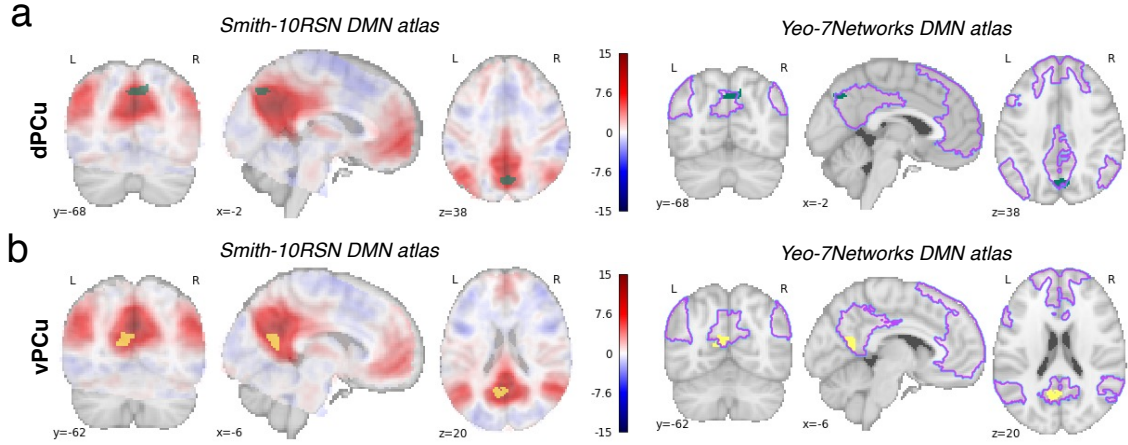 a
Smith-10RSN DMN atlas
Yeo-7Networks DMN atlas
dPCu
L
R
L
15
7.6
0
-7.6
-15
L
R
L
y=-68
x=-2
z=38
y=-68
x=-2
z=38
b
Smith-10RSN DMN atlas
Yeo-7Networks DMN atlas
vPCu
L
R
L
15
7.6
0
-7.6
-15
L
R
L
R
y=-62
x=-6
z=20
y=-62
x=-6
z=20